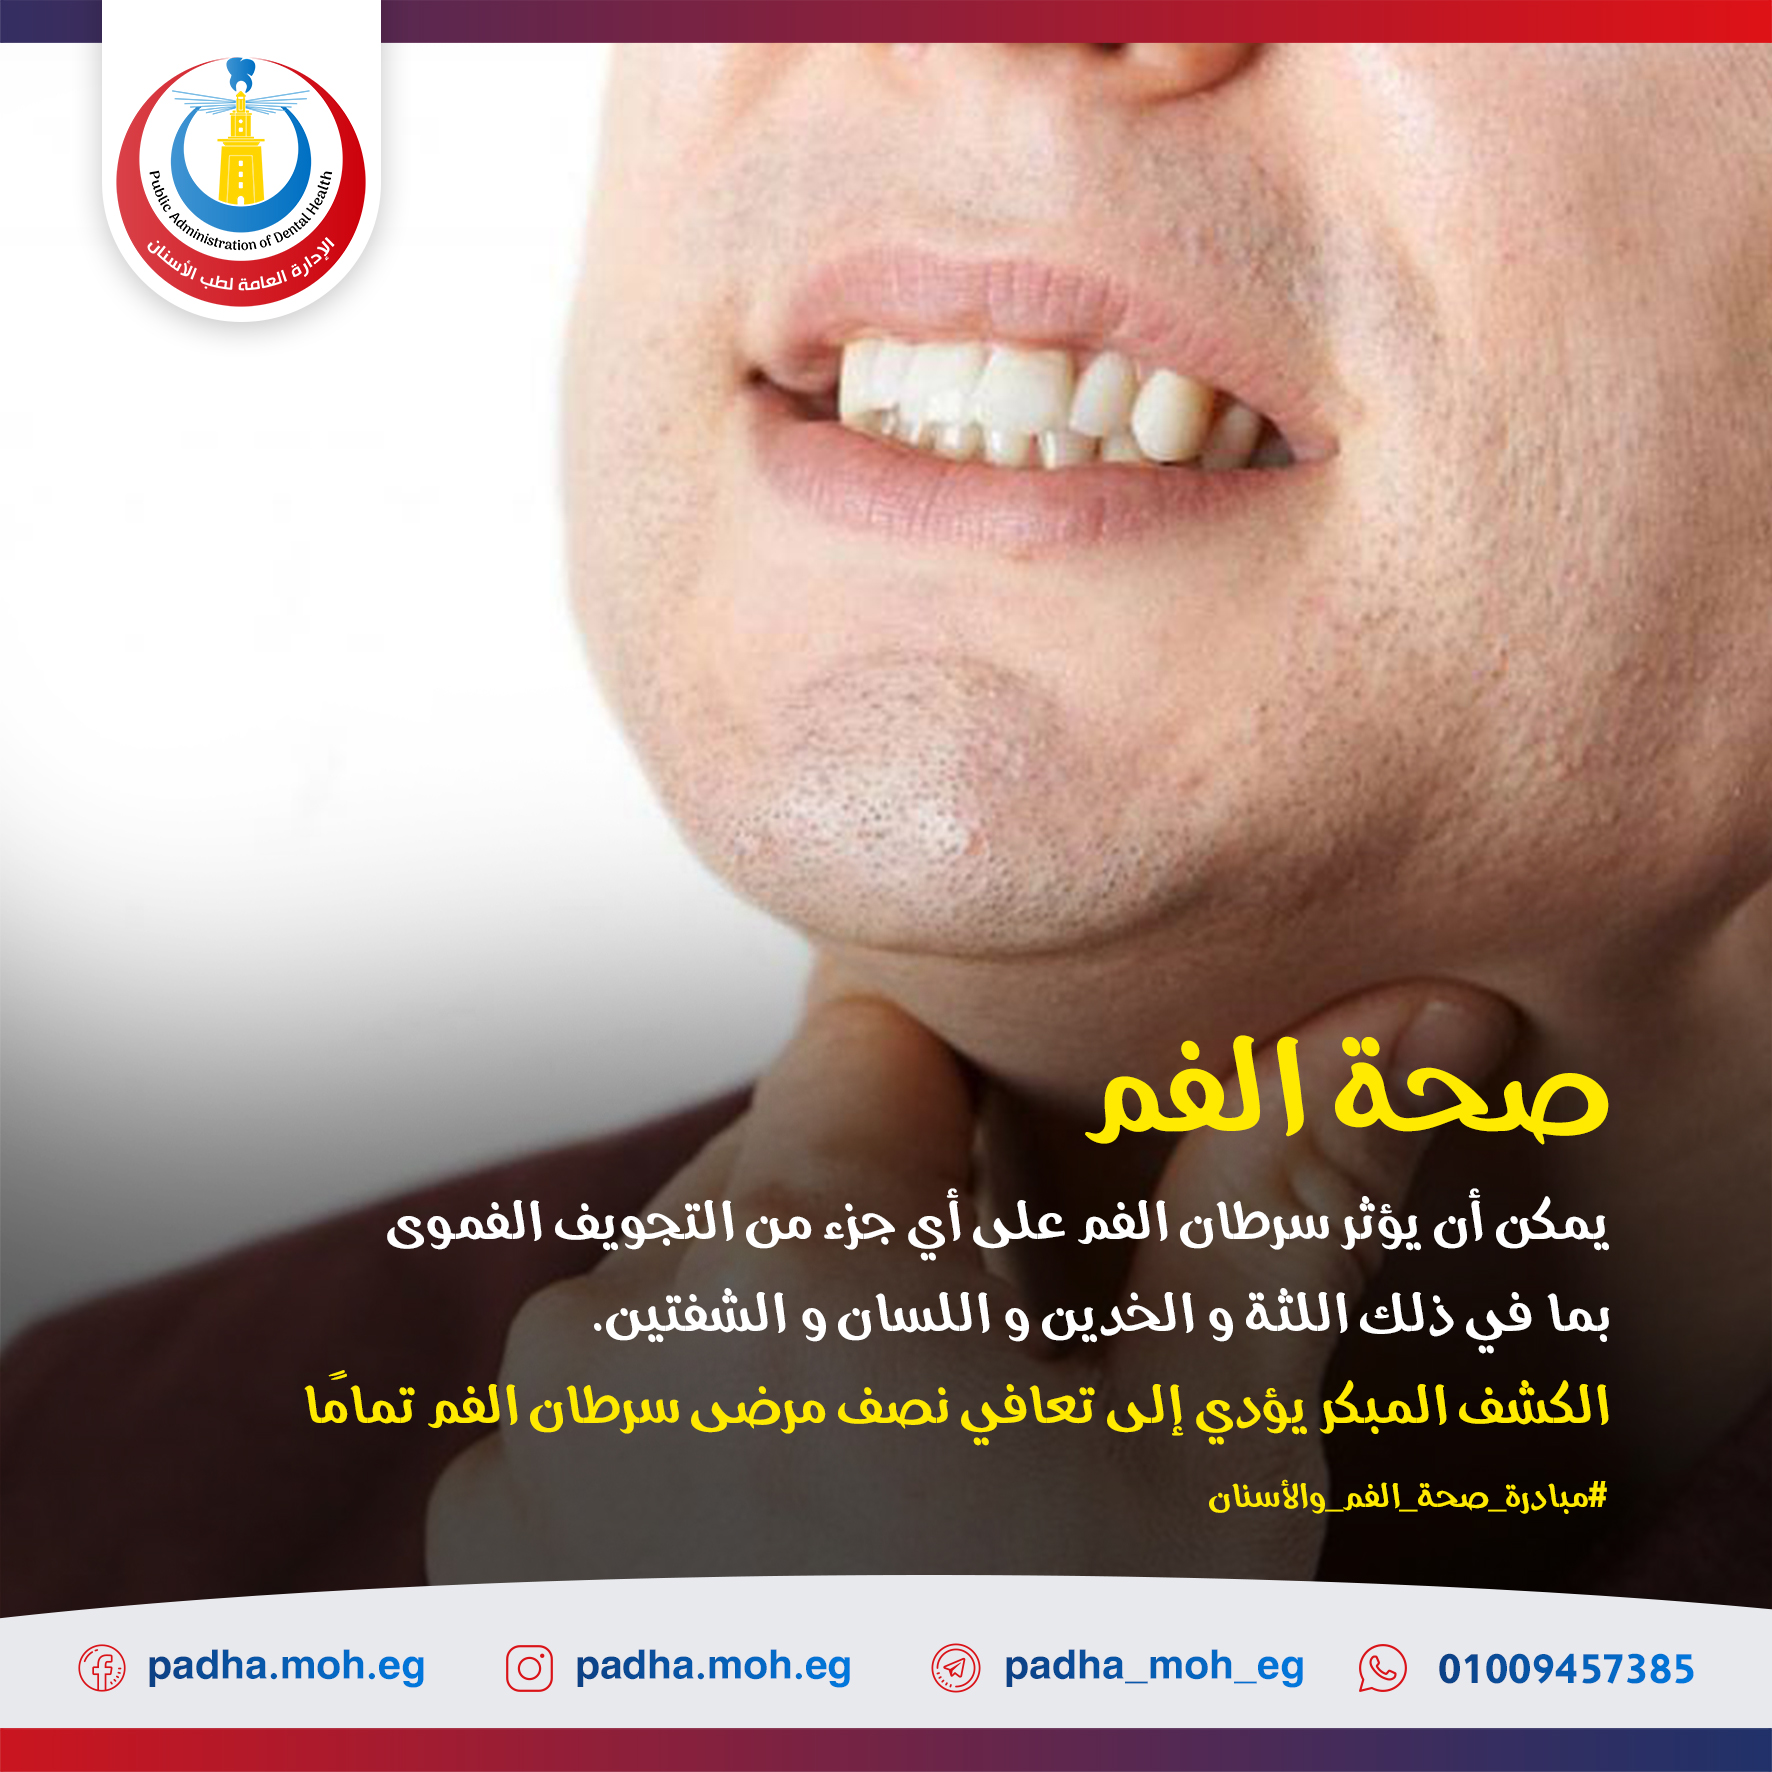 Public Administration of Dental Health
الإدارة العامة لطب الأسنان
صحة الفم
يمكن أن يؤثر سرطان الفم على أي جزء من التجويف الفموى
بما في ذلك اللثة و الخدين و اللسان و الشفتين.
الكشف المبكر يؤدي إلى تعافي نصف مرضى سرطان الفم تمامًا
#مبادرة_صحة_الفم_والأسنان
padha.moh.eg padha.moh.eg padha_moh_eg 01009457385